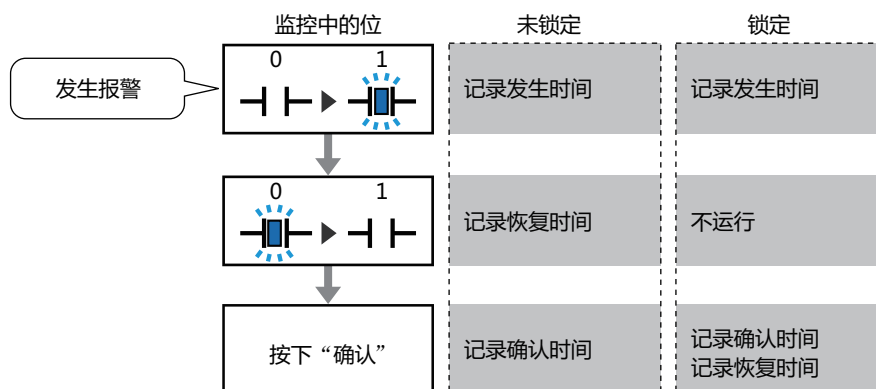 监控中的位
未锁定
锁定
发生报警
0 1
记录发生时间
记录发生时间
0 1
记录恢复时间
不运行
按下“确认”
记录确认时间
记录确认时间
记录恢复时间